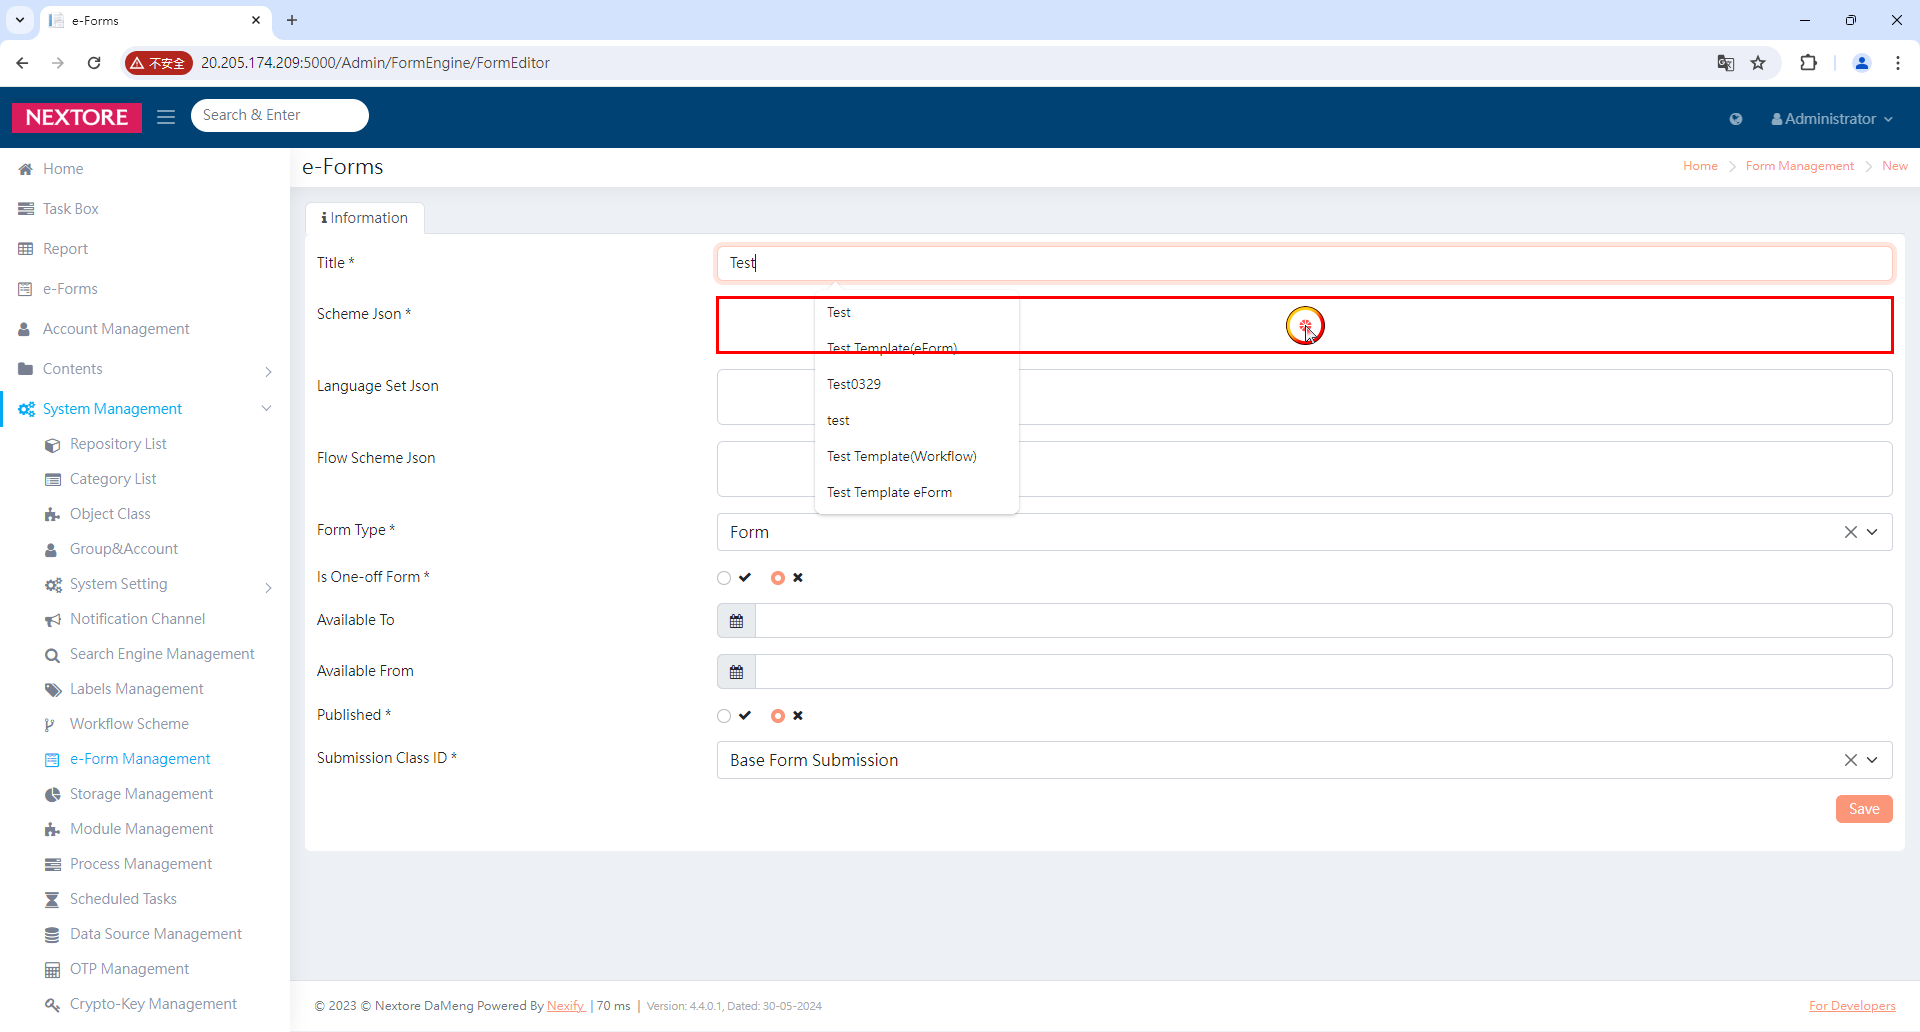 e-Forms
不安全
20.205.174.209:5000/Admin/FormEngine/FormEditor
NEXTORE
Search & Enter
Administrator
Home
Task Box
Report
e-Forms
Account Management
Contents
System Management
Repository List
Category List
Object Class
Group&Account
System Setting
Notification Channel
Search Engine Management
Labels Management
Workflow Scheme
e-Form Management
Storage Management
Module Management
Process Management
Scheduled Tasks
Data Source Management
OTP Management
Crypto-Key Management
e-Forms
Home > Form Management > New
Information
Title *
Test
Scheme Json *
Test
Test Template(eForm)
Language Set Json
Test0329
test
Flow Scheme Json
Test Template(Workflow)
Test Template eForm
Form Type *
Form
Is One-off Form *
Available To
Available From
Published *
Submission Class ID *
Base Form Submission
Save
© 2023 © Nextore DaMeng Powered By Nexify | 70 ms | Version: 4.4.0.1, Dated: 30-05-2024
For Developers